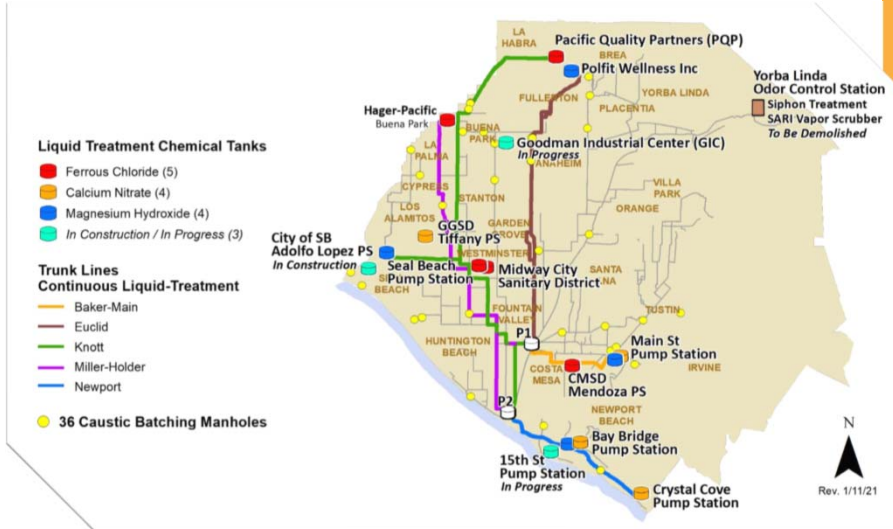 LA
HABRA
Pacific Quality Partners (PQP)
BREA
Polfit Wellness Inc
YORBA LINDA
FULLERTON
PLACENTIA
Yorba Linda
Odor Control Station
Siphon Treatment
SARI Vapor Scrubber
To Be Demolished
Hager-Pacific
Buena Park
BUENA
PARK
Goodman Industrial Center (GIC)
In Progress
ANAHEIM
LA
PALMA
CYPRESS
STANTON
VILLA
PARK
ORANGE
LOS
ALAMITOS
GARDEN
GROVE
GGSD
Tiffany PS
City of SB
Adolfo Lopez PS
In Construction
WESTMINSTER
Seal Beach
Pump Station
Midway City
Sanitary District
SANTA
ANA
BEACH
FOUNTAIN
VALLEY
TUSTIN
P1
HUNTINGTON
BEACH
Main St
Pump Station
IRVINE
COSTA
MESA
CMSD
Mendoza PS
P2
NEWPORT
BEACH
Bay Bridge
Pump Station
15th St
Pump Station
In Progress
Crystal Cove
Pump Station
Liquid Treatment Chemical Tanks
Ferrous Chloride (5)
Calcium Nitrate (4)
Magnesium Hydroxide (4)
In Construction / In Progress (3)
Trunk Lines
Continuous Liquid-Treatment
Baker-Main
Euclid
Knott
Miller-Holder
Newport
36 Caustic Batching Manholes
N
Rev. 1/11/21